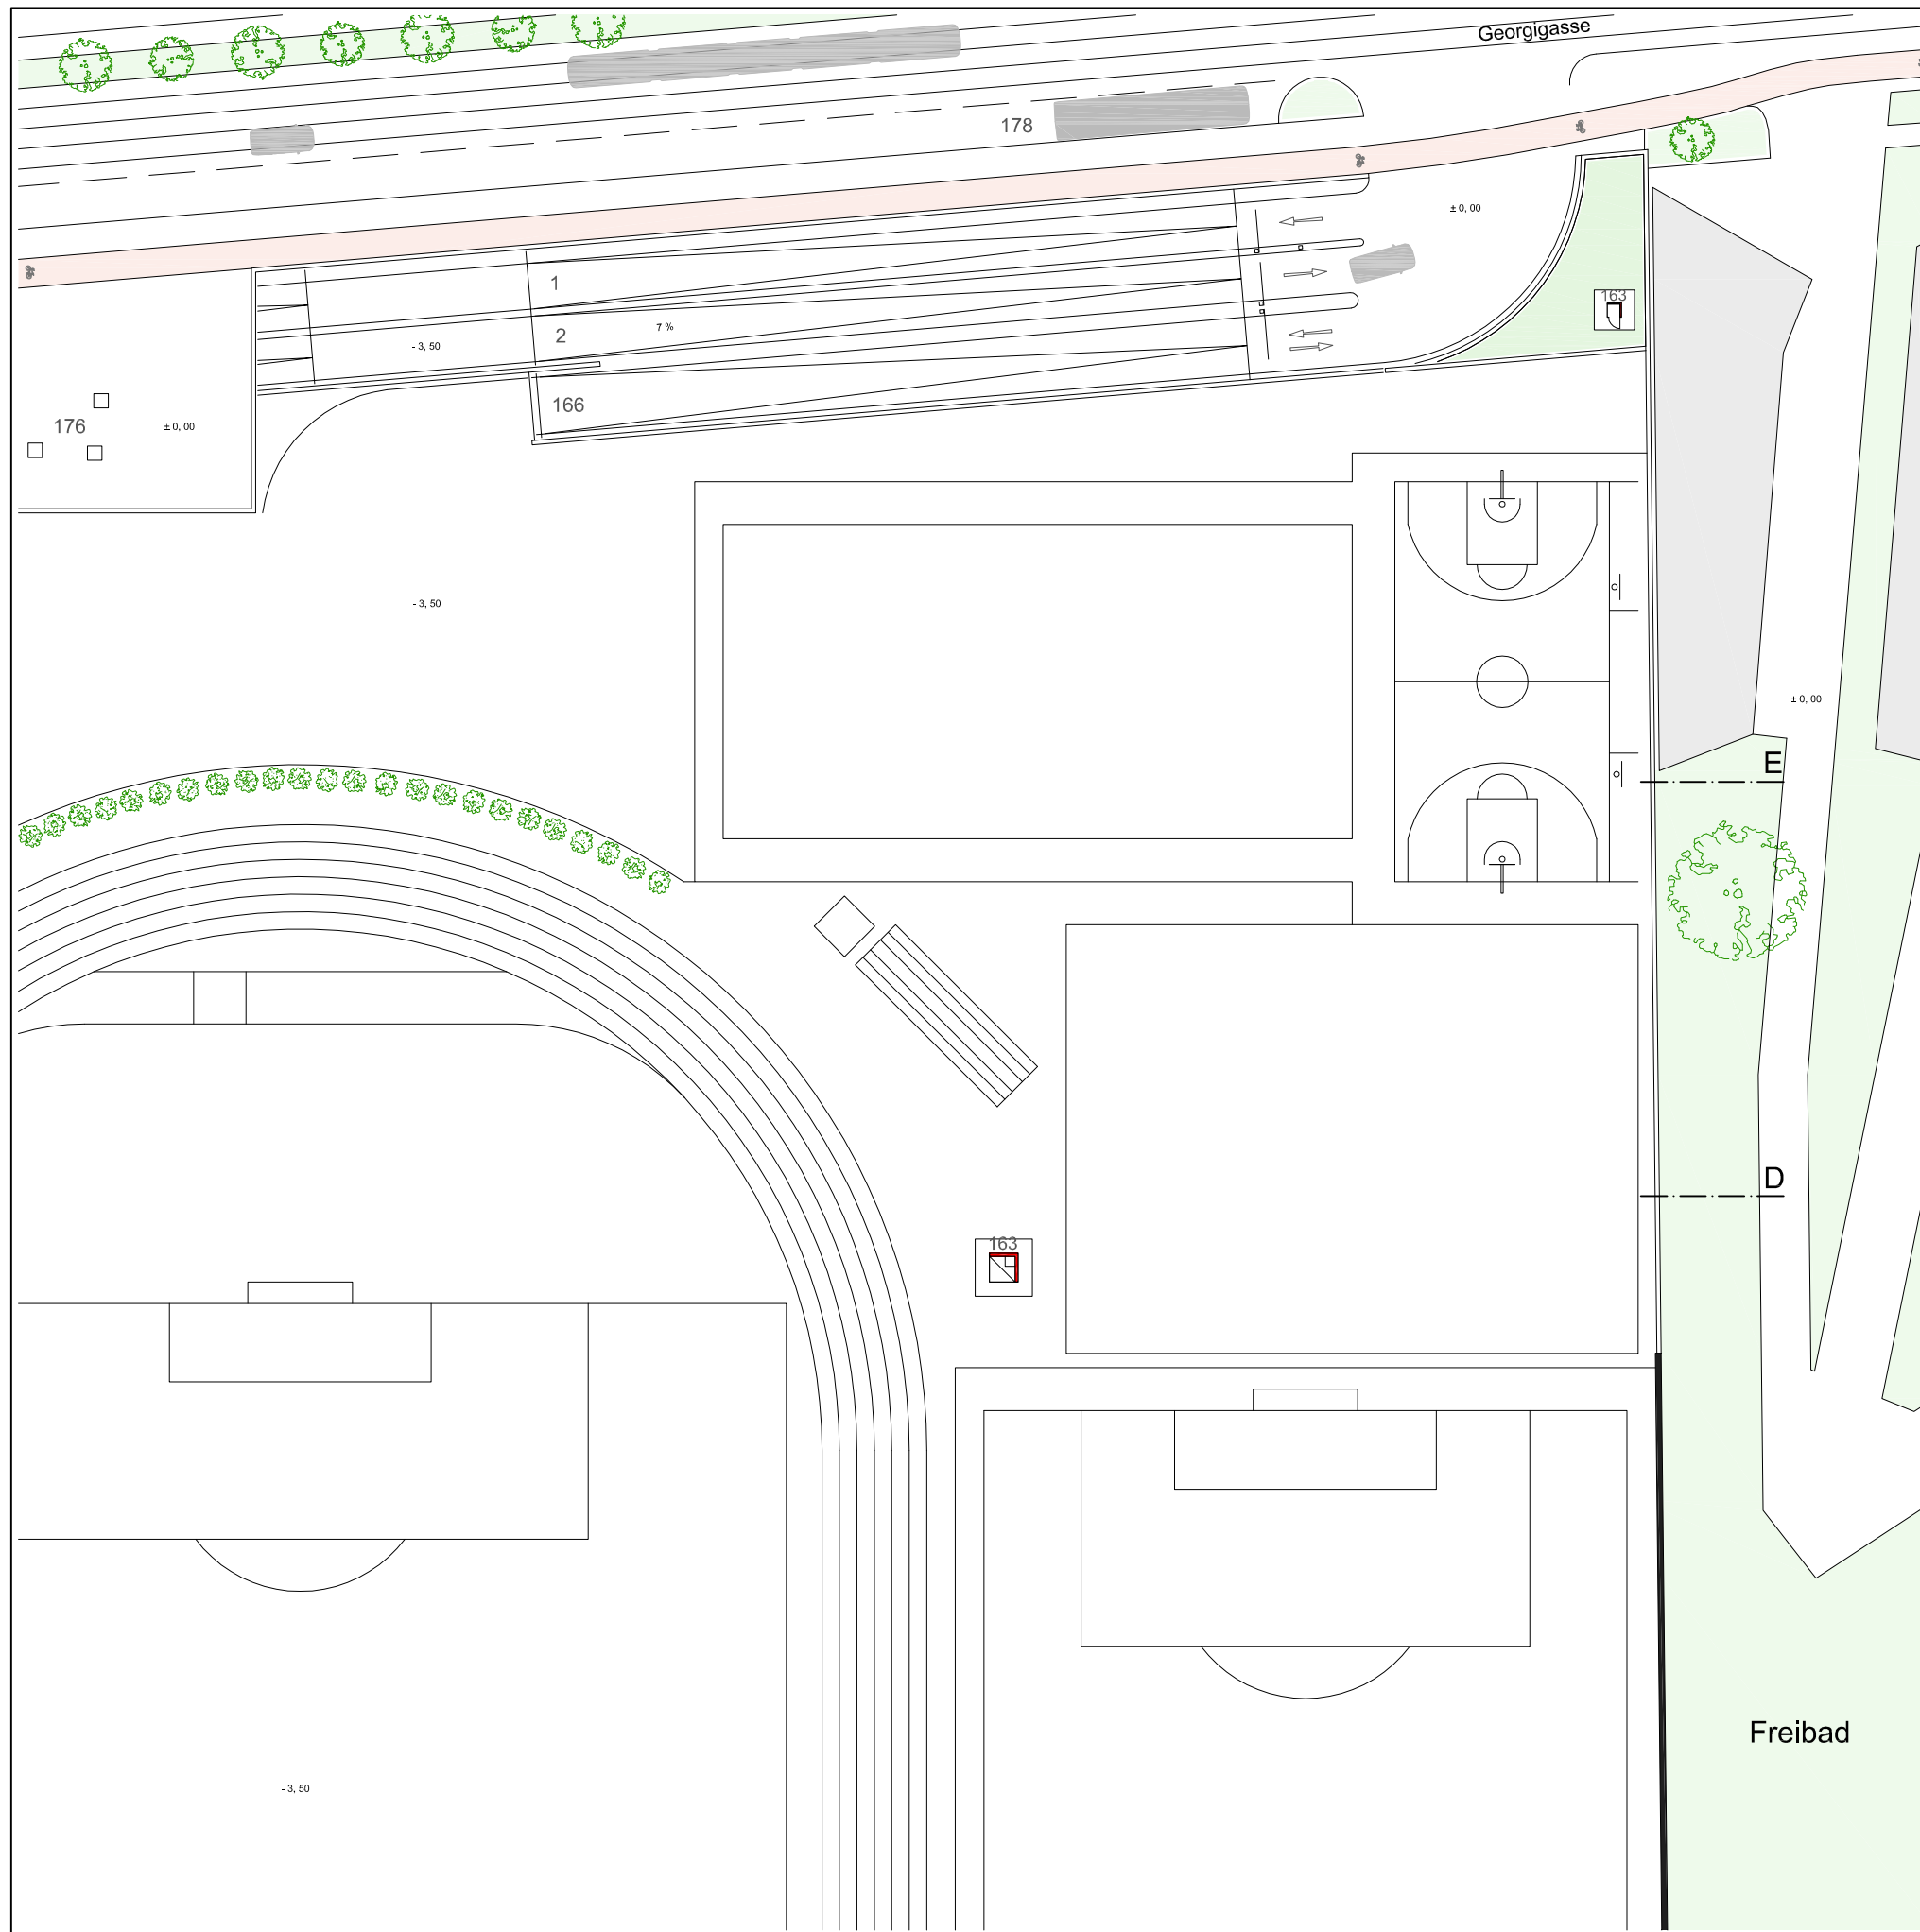 Georgigasse
178
± 0, 00
1
163
2
7 %
- 3, 50
166
176
± 0, 00
- 3, 50
± 0, 00
E
D
163
Freibad
- 3, 50